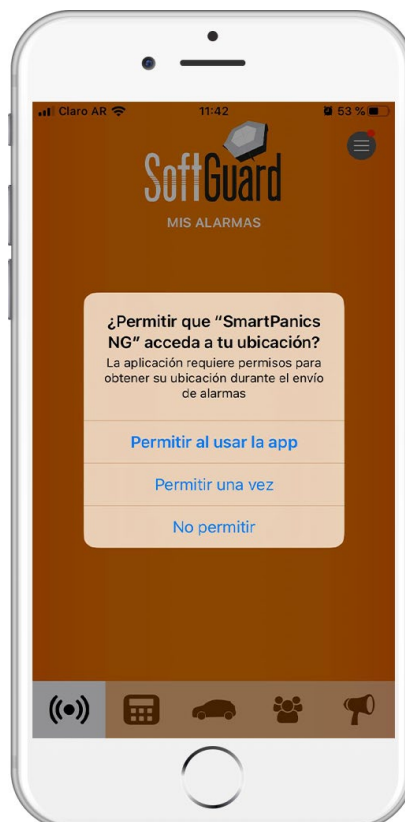 Claro AR 11:42 53 %
SoftGuard
MIS ALARMAS
¿Permitir que “SmartPanics
NG” acceda a tu ubicación?
La aplicación requiere permisos para
obtener su ubicación durante el envío
de alarmas
Permitir al usar la app
Permitir una vez
No permitir